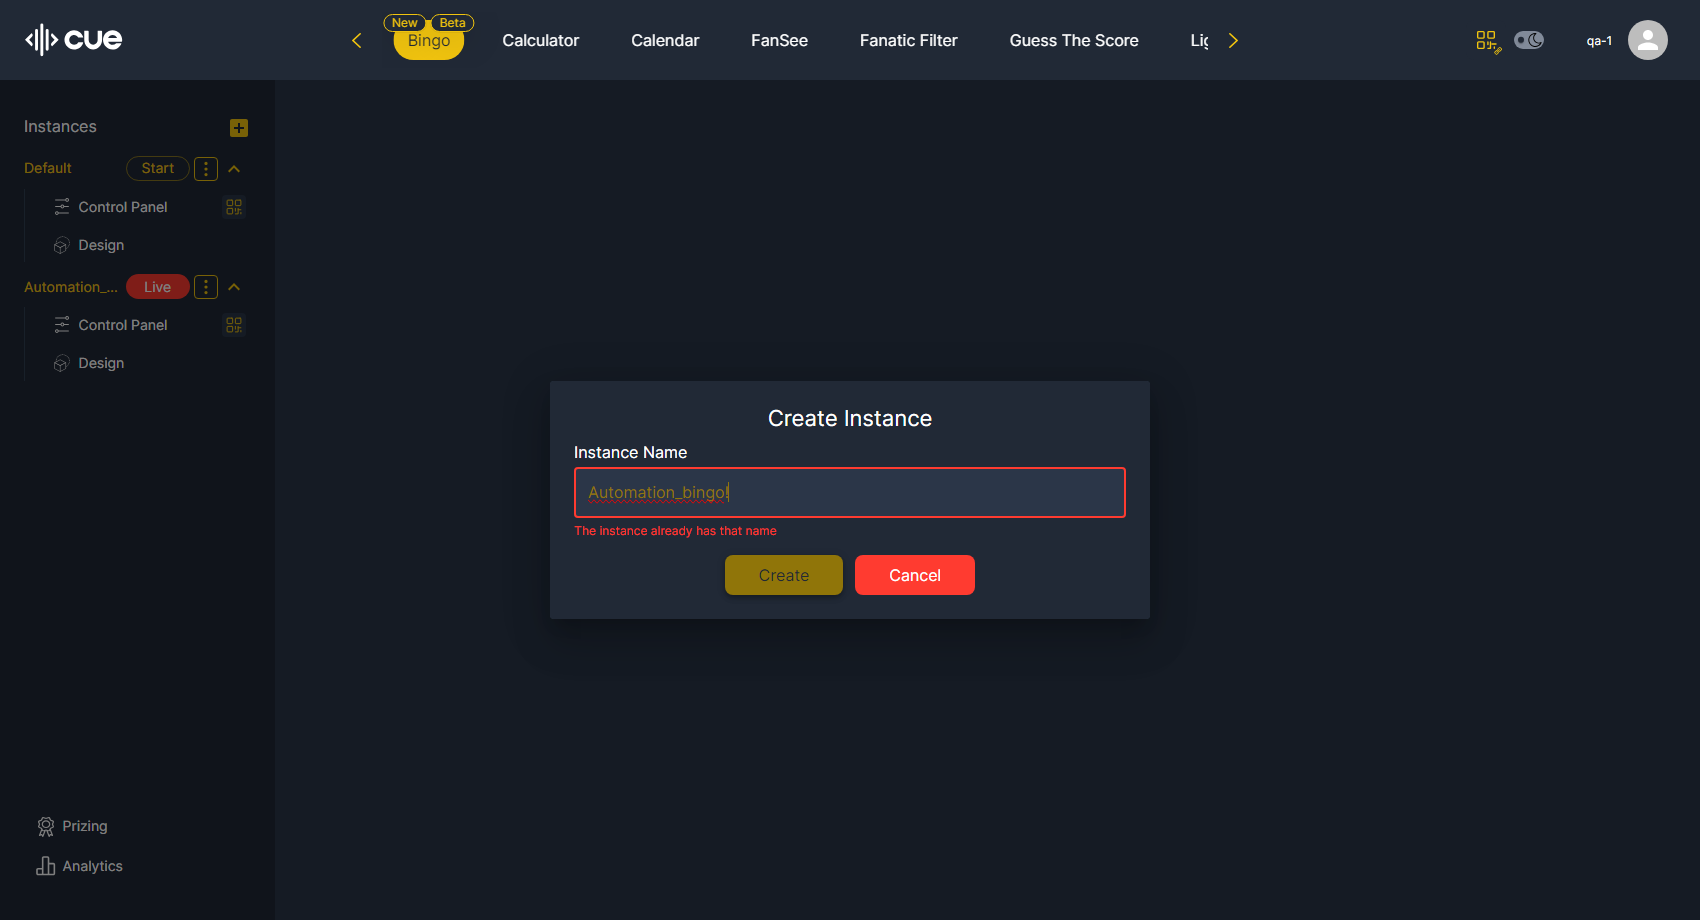 cue
New Beta
Bingo Calculator Calendar FanSee Fanatic Filter Guess The Score Lig
qa-1
Instances
Default Start
Control Panel
Design
Automation_... Live
Control Panel
Design
Prizing
Analytics
Create Instance
Instance Name
Automation_bingo!
The instance already has that name
Create Cancel